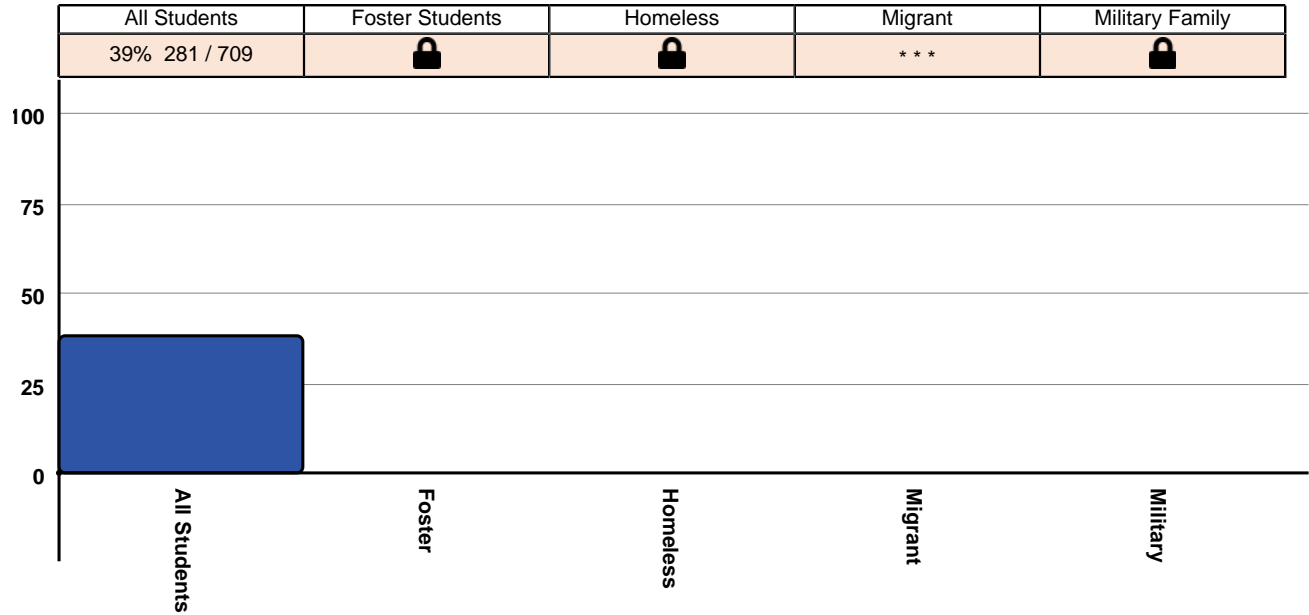 All Students Foster Students Homeless Migrant Military Family
39% 281 / 709 🔒 🔒 * * * 🔒
100
75
50
25
0
All Students
Foster
Homeless
Migrant
Military